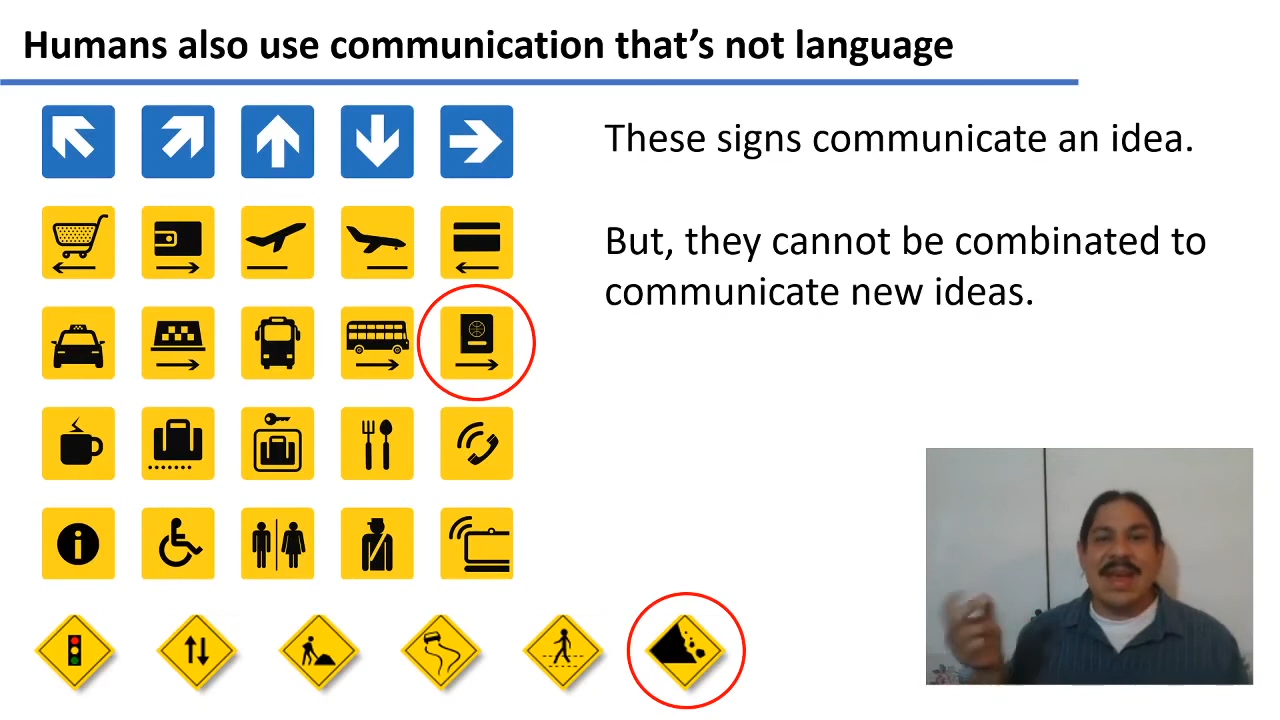 Humans also use communication that's not language
These signs communicate an idea.
But, they cannot be combinated to
communicate new ideas.